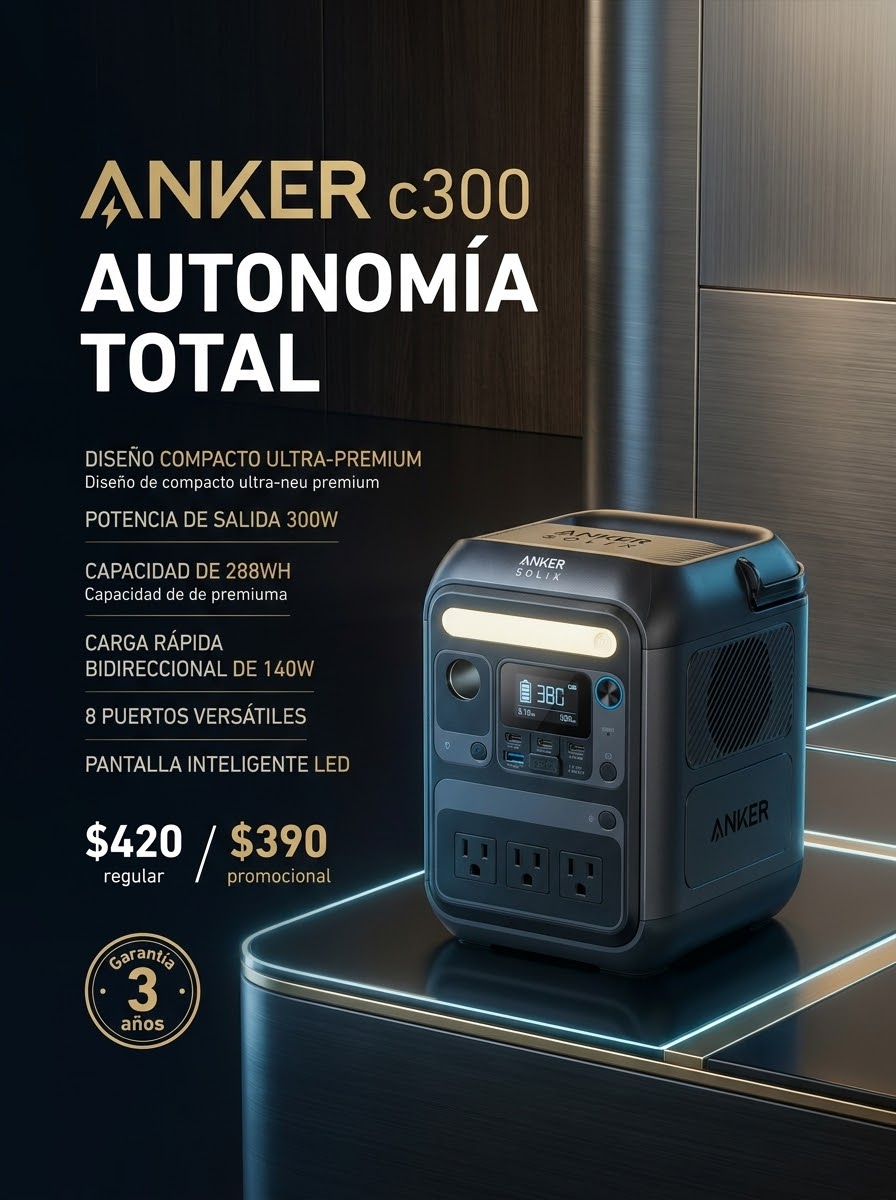 ANKER c300
AUTONOMÍA
TOTAL
DISEÑO COMPACTO ULTRA-PREMIUM
Diseño de compacto ultra-neu premium
POTENCIA DE SALIDA 300W
CAPACIDAD DE 288WH
Capacidad de de premiuma
CARGA RÁPIDA
BIDIRECCIONAL DE 140W
8 PUERTOS VERSÁTILES
PANTALLA INTELIGENTE LED
$420 / $390
regular promocional
Garantía
3
años
ANKER
SOLIX
ANKER
SOLIX
380
ANKER